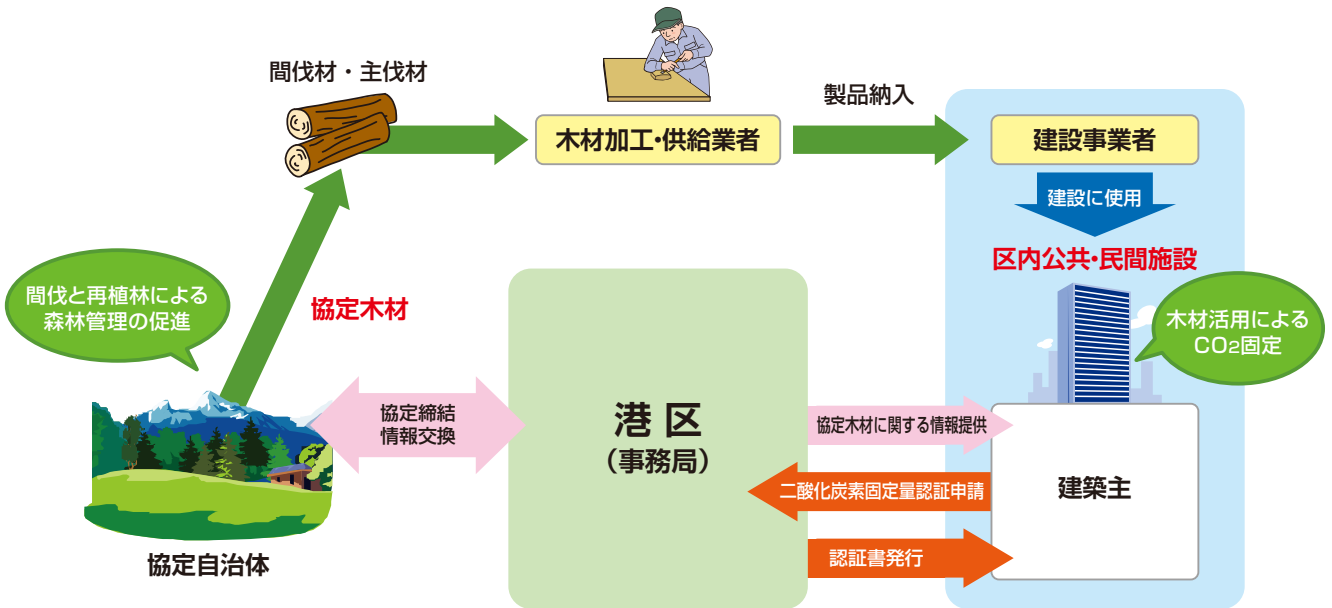 間伐材・主伐材
木材加工・供給業者
製品納入
建設事業者
建設に使用
区内公共・民間施設
木材活用による
CO₂固定
間伐と再植林による
森林管理の促進
協定木材
協定締結
情報交換
協定自治体
港区
（事務局）
協定木材に関する情報提供
二酸化炭素固定量認証申請
認証書発行
建築主